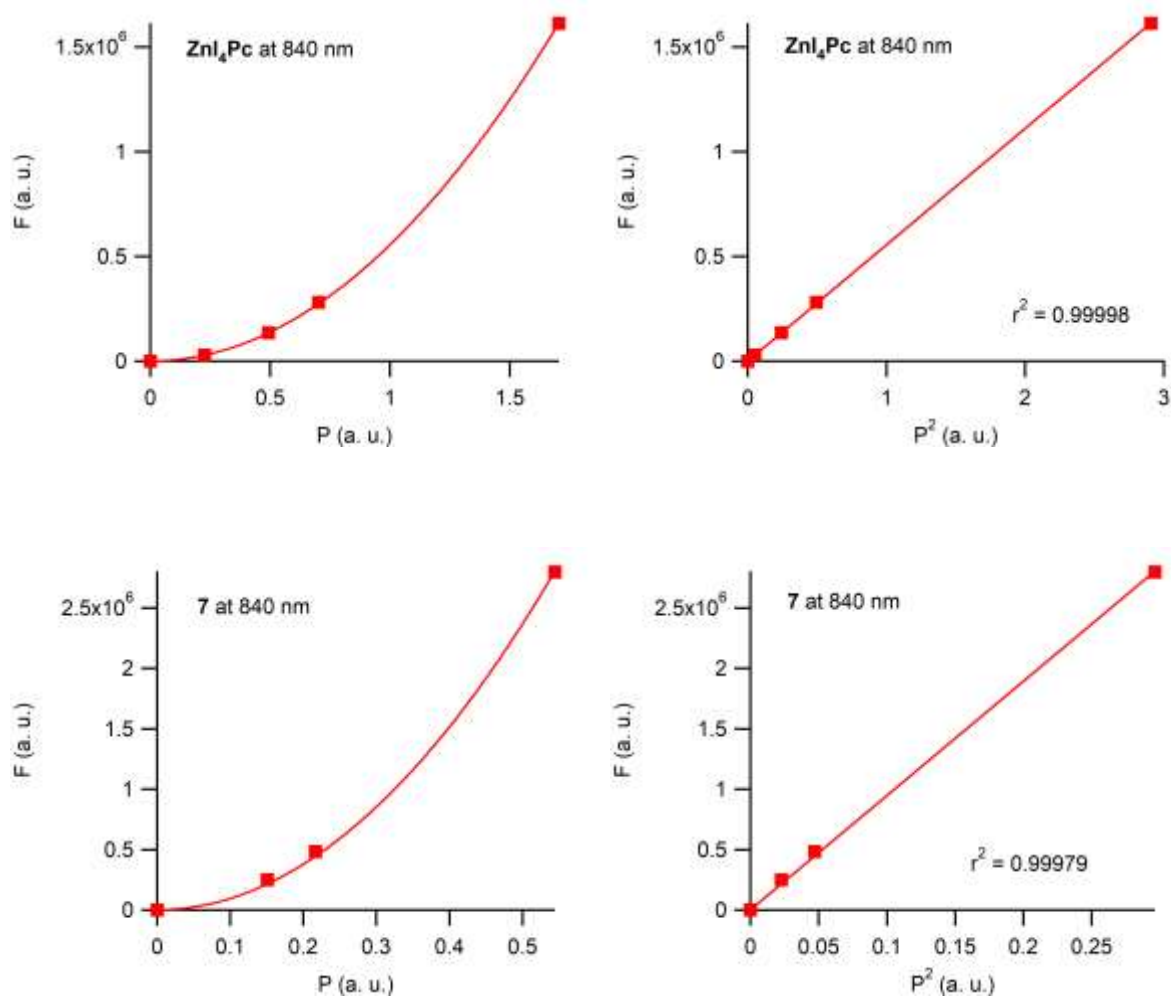 ZnI4Pc at 840 nm
1.5x10^6
1
0.5
0
F (a. u.)
0 0.5 1 1.5
P (a. u.)
ZnI4Pc at 840 nm
1.5x10^6
1
0.5
0
F (a. u.)
r^2 = 0.99998
0 1 2 3
P^2 (a. u.)
7 at 840 nm
2.5x10^6
2
1.5
1
0.5
0
F (a. u.)
0 0.1 0.2 0.3 0.4 0.5
P (a. u.)
7 at 840 nm
2.5x10^6
2
1.5
1
0.5
0
F (a. u.)
r^2 = 0.99979
0 0.05 0.1 0.15 0.2 0.25
P^2 (a. u.)